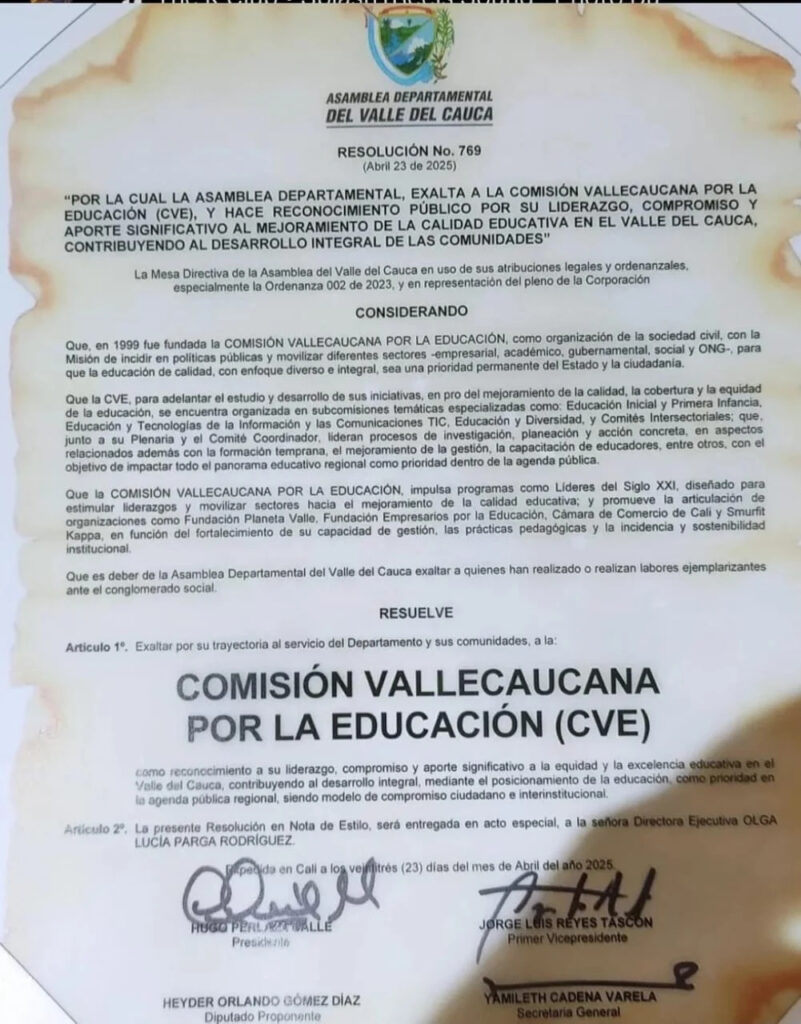 ASAMBLEA DEPARTAMENTAL
DEL VALLE DEL CAUCA
RESOLUCIÓN No. 769
(Abril 23 de 2025)
"POR LA CUAL LA ASAMBLEA DEPARTAMENTAL, EXALTA A LA COMISIÓN VALLECAUCANA POR LA
EDUCACIÓN (CVE), Y HACE RECONOCIMIENTO PÚBLICO POR SU LIDERAZGO, COMPROMISO Y
APORTE SIGNIFICATIVO AL MEJORAMIENTO DE LA CALIDAD EDUCATIVA EN EL VALLE DEL CAUCA,
CONTRIBUYENDO AL DESARROLLO INTEGRAL DE LAS COMUNIDADES"
La Mesa Directiva de la Asamblea del Valle del Cauca en uso de sus atribuciones legales y ordenanzales,
especialmente la Ordenanza 002 de 2023, y en representación del pleno de la Corporación
CONSIDERANDO
Que, en 1999 fue fundada la COMISIÓN VALLECAUCANA POR LA EDUCACIÓN, como organización de la sociedad civil, con la
Misión de incidir en políticas públicas y movilizar diferentes sectores -empresarial, académico, gubernamental, social y ONG-, para
que la educación de calidad, con enfoque diverso e integral, sea una prioridad permanente del Estado y la ciudadanía.
Que la CVE, para adelantar el estudio y desarrollo de sus iniciativas, en pro del mejoramiento de la calidad, la cobertura y la equidad
de la educación, se encuentra organizada en subcomisiones temáticas especializadas como: Educación Inicial y Primera Infancia,
Educación y Tecnologías de la Información y las Comunicaciones TIC, Educación y Diversidad, y Comités Intersectoriales; que,
junto a su Plenaria y el Comité Coordinador, lideran procesos de investigación, planeación y acción concreta, en aspectos
relacionados además con la formación temprana, el mejoramiento de la gestión, la capacitación de educadores, entre otros, con el
objetivo de impactar todo el panorama educativo regional como prioridad dentro de la agenda pública.
Que la COMISIÓN VALLECAUCANA POR LA EDUCACIÓN, impulsa programas como Líderes del Siglo XXI, diseñado para
estimular liderazgos y movilizar sectores hacia el mejoramiento de la calidad educativa; y promueve la articulación de
organizaciones como Fundación Planeta Valle, Fundación Empresarios por la Educación, Cámara de Comercio de Cali y Smurfit
Kappa, en función del fortalecimiento de su capacidad de gestión, las prácticas pedagógicas y la incidencia y sostenibilidad
institucional.
Que es deber de la Asamblea Departamental del Valle del Cauca exaltar a quienes han realizado o realizan labores ejemplarizantes
ante el conglomerado social.
RESUELVE
Articulo 1º. Exaltar por su trayectoria al servicio del Departamento y sus comunidades, a la:
COMISIÓN VALLECAUCANA
POR LA EDUCACIÓN (CVE)
como reconocimiento a su liderazgo, compromiso y aporte significativo a la equidad y la excelencia educativa en el
Valle del Cauca, contribuyendo al desarrollo integral, mediante el posicionamiento de la educación, como prioridad en
la agenda pública regional, siendo modelo de compromiso ciudadano e interinstitucional.
Artículo 2º. La presente Resolución en Nota de Estilo, será entregada en acto especial, a la señora Directora Ejecutiva OLGA
LUCÍA PARGA RODRÍGUEZ.
Expedida en Cali a los veintitrés (23) días del mes de Abril del año 2025.
HUGO VALLE
Presidente
JORGE LUIS REYES TASCÓN
Primer Vicepresidente
HEYDER ORLANDO GÓMEZ DÍAZ
Diputado Proponente
YAMILETH CADENA VARELA
Secretaria General